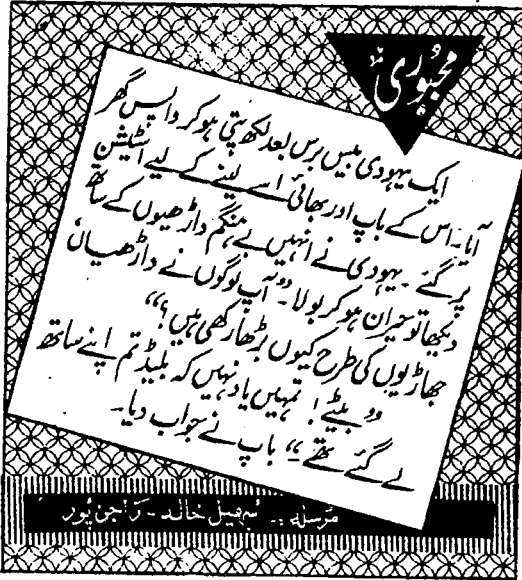 مجبوری
ایک یہودی بیس برس بعد لکھ پتی ہو کر واپس گھر
آیا۔ اس کے باپ اور بھائی اسے لینے کے لیے اسٹیشن
پر گئے۔ یہودی نے انہیں بے ہنگم داڑھیوں کے ساتھ
دیکھا تو حیران ہو کر بولا۔ ”آپ لوگوں نے داڑھیاں
جھاڑیوں کی طرح کیوں بڑھا رکھی ہیں؟“
”بیٹے! تمہیں یاد نہیں کہ بلیڈ تم اپنے ساتھ
لے گئے تھے۔“ باپ نے جواب دیا۔
مرسلہ :۔ سہیل خالد۔ راجن پور